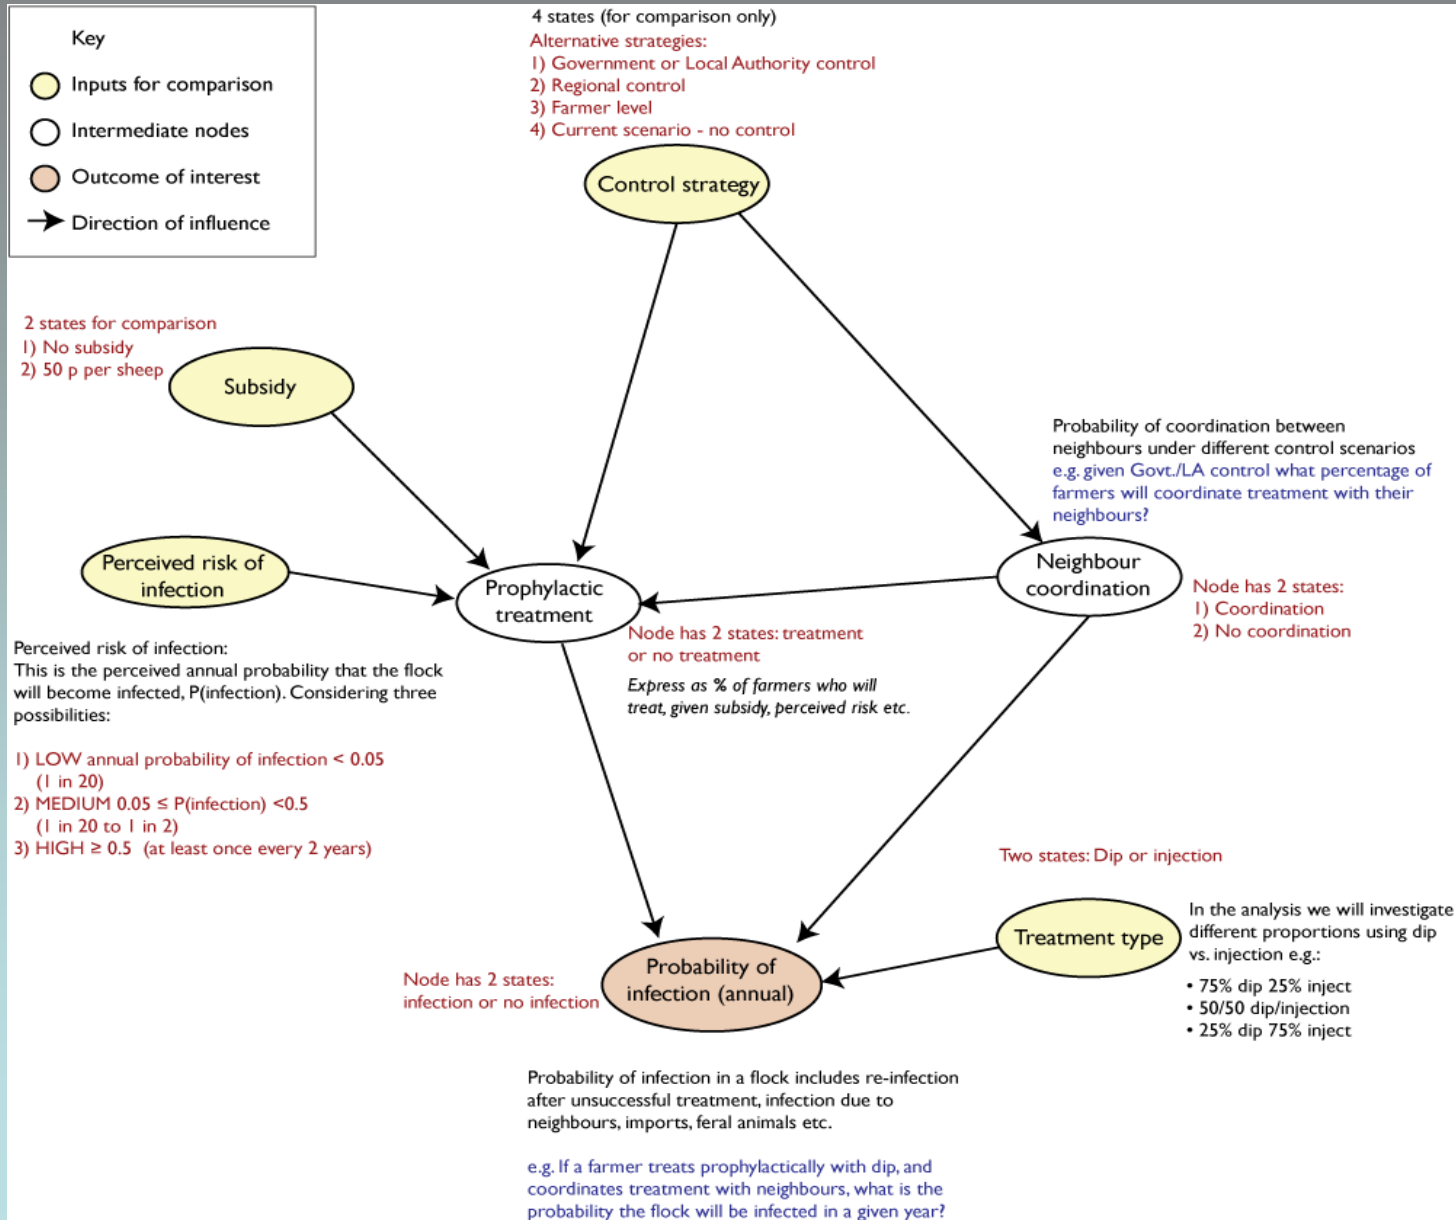 Key
Inputs for comparison
Intermediate nodes
Outcome of interest
Direction of influence
4 states (for comparison only)
Alternative strategies:
1) Government or Local Authority control
2) Regional control
3) Farmer level
4) Current scenario - no control
Control strategy
2 states for comparison
1) No subsidy
2) 50 p per sheep
Subsidy
Probability of coordination between
neighbours under different control scenarios
e.g. given Govt./LA control what percentage of
farmers will coordinate treatment with their
neighbours?
Perceived risk of
infection
Prophylactic
treatment
Neighbour
coordination
Node has 2 states:
1) Coordination
2) No coordination
Node has 2 states: treatment
or no treatment
Express as % of farmers who will
treat, given subsidy, perceived risk etc.
Perceived risk of infection:
This is the perceived annual probability that the flock
will become infected, P(infection). Considering three
possibilities:
1) LOW annual probability of infection < 0.05
(1 in 20)
2) MEDIUM 0.05 ≤ P(infection) <0.5
(1 in 20 to 1 in 2)
3) HIGH ≥ 0.5 (at least once every 2 years)
Two states: Dip or injection
Treatment type
In the analysis we will investigate
different proportions using dip
vs. injection e.g.:
• 75% dip 25% inject
• 50/50 dip/injection
• 25% dip 75% inject
Node has 2 states:
infection or no infection
Probability of
infection (annual)
Probability of infection in a flock includes re-infection
after unsuccessful treatment, infection due to
neighbours, imports, feral animals etc.
e.g. If a farmer treats prophylactically with dip, and
coordinates treatment with neighbours, what is the
probability the flock will be infected in a given year?